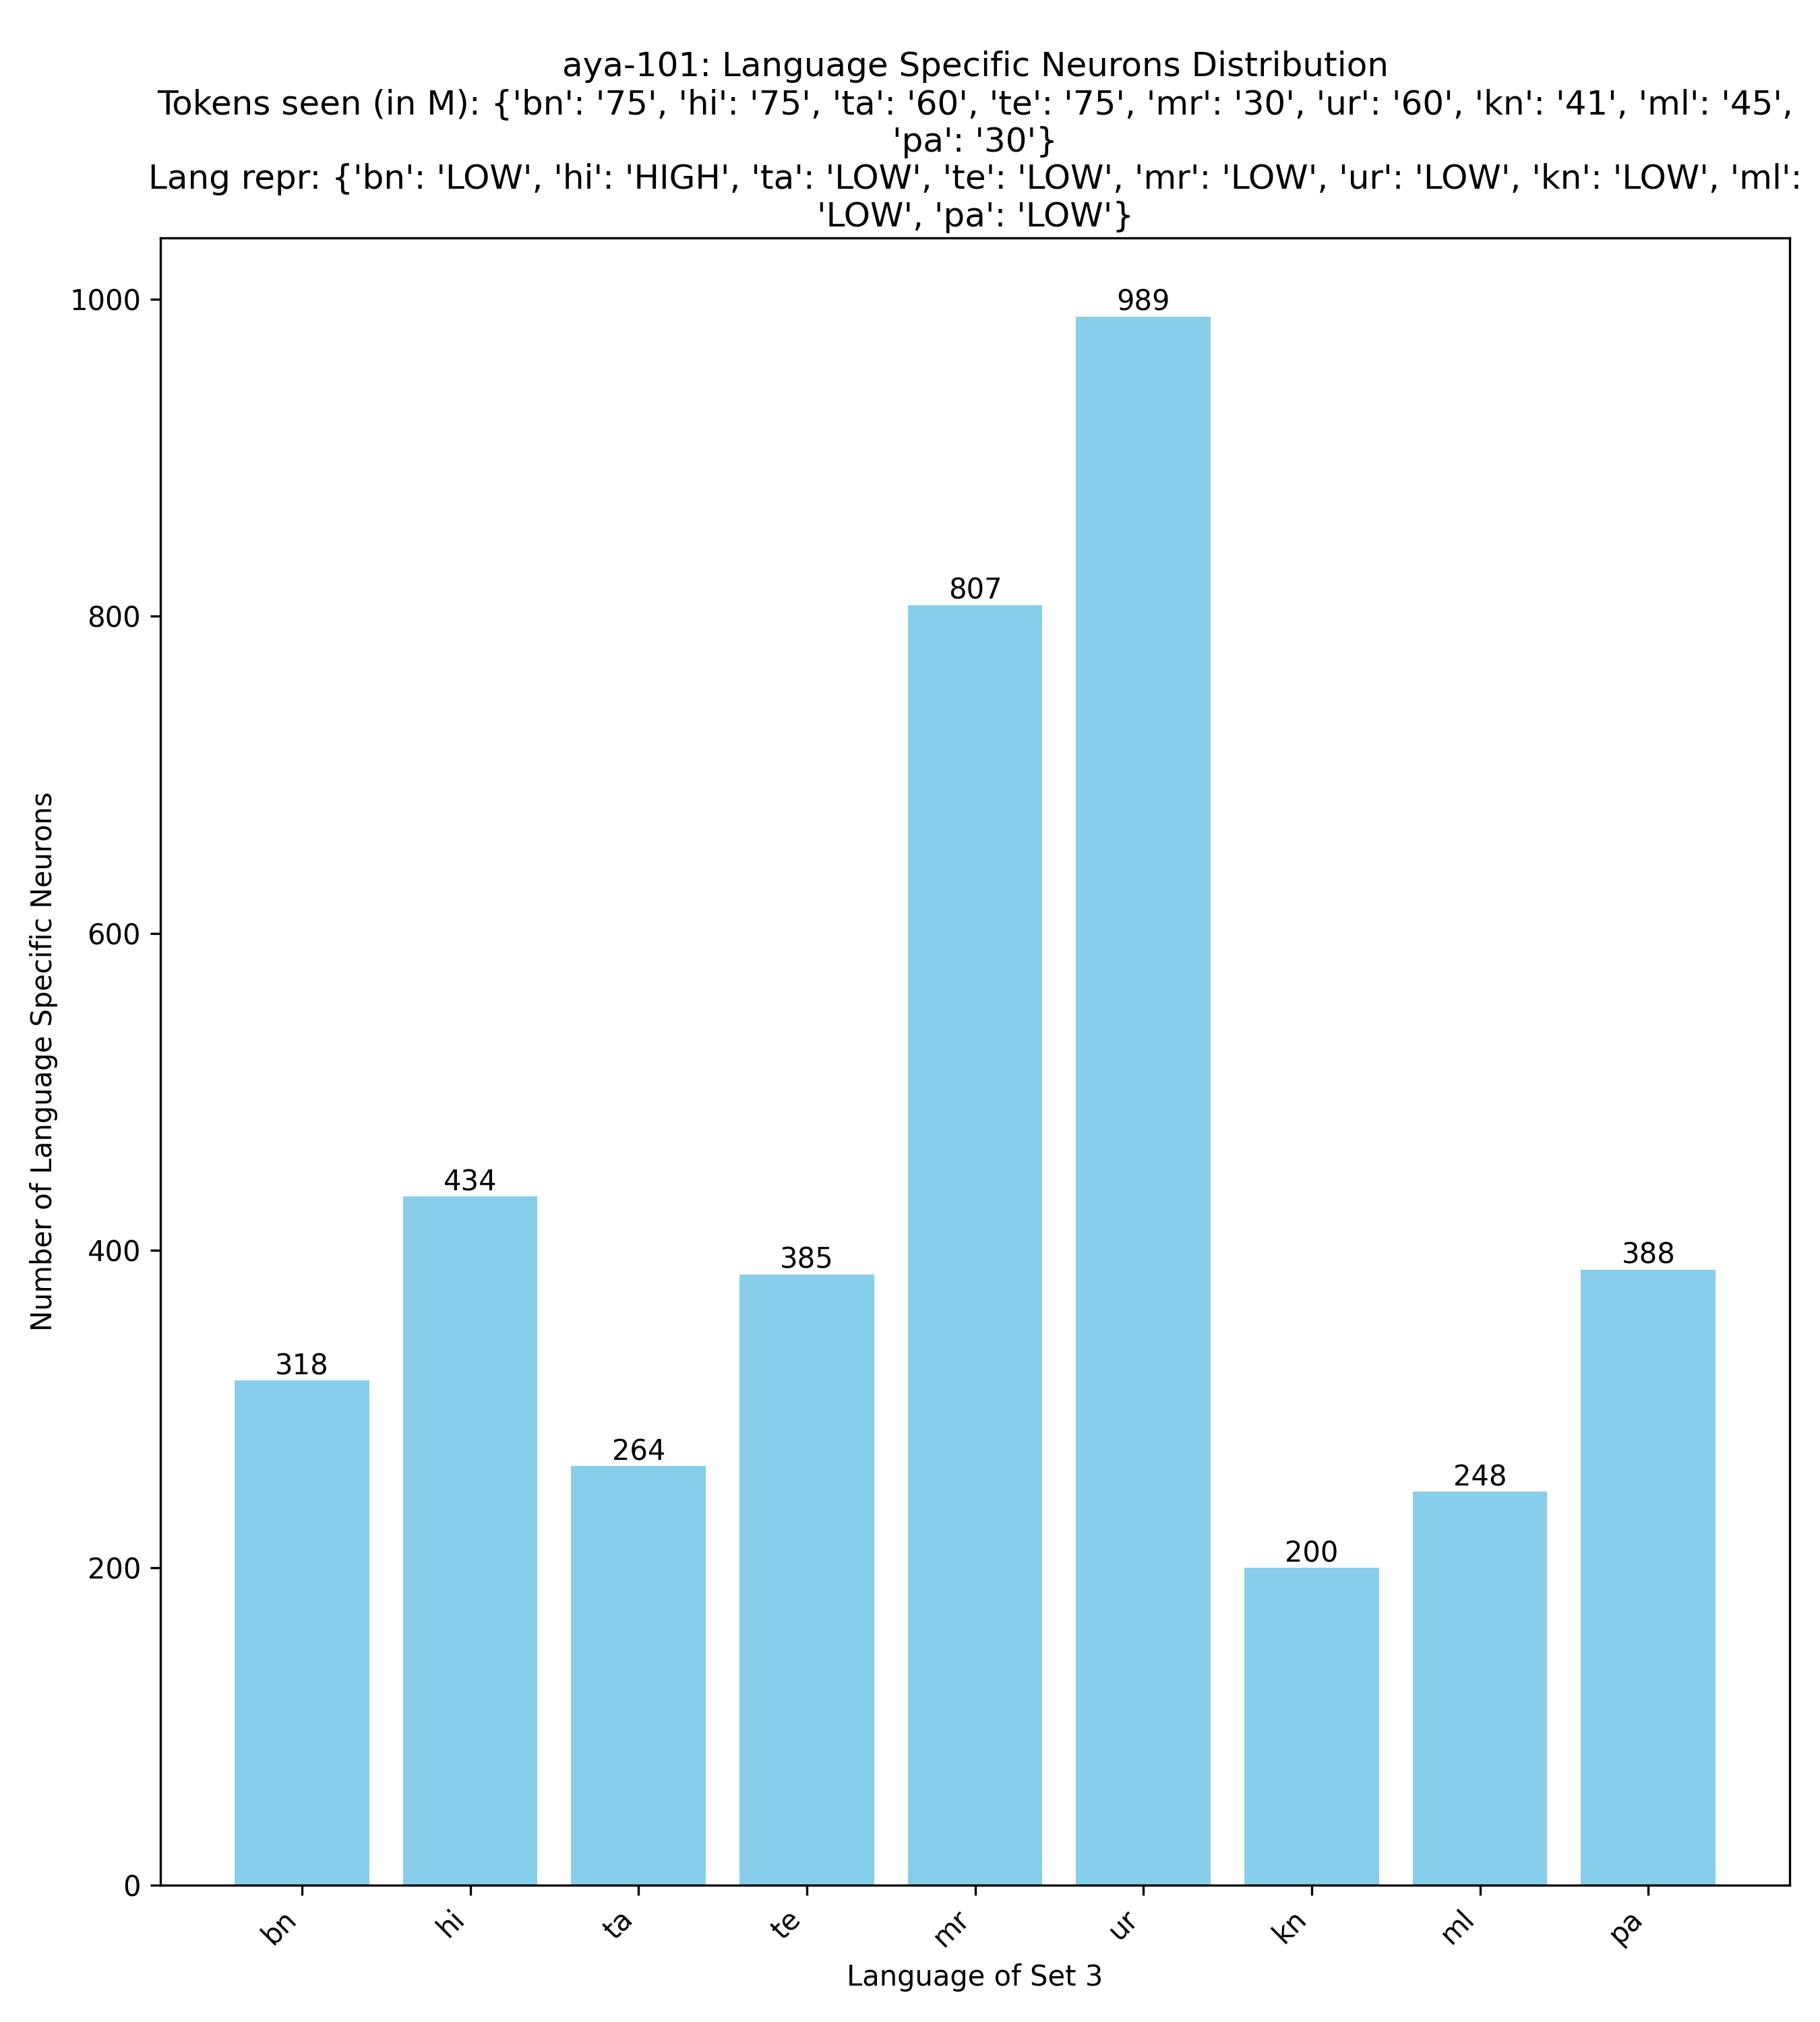 aya-101: Language Specific Neurons Distribution
Tokens seen (in M): {'bn': '75', 'hi': '75', 'ta': '60', 'te': '75', 'mr': '30', 'ur': '60', 'kn': '41', 'ml': '45',
'pa': '30'}
Lang repr: {'bn': 'LOW', 'hi': 'HIGH', 'ta': 'LOW', 'te': 'LOW', 'mr': 'LOW', 'ur': 'LOW', 'kn': 'LOW', 'ml':
'LOW', 'pa': 'LOW'}
Number of Language Specific Neurons
1000
800
600
400
200
0
318
434
264
385
807
989
200
248
388
bn
hi
ta
te
mr
ur
kn
ml
pa
Language of Set 3